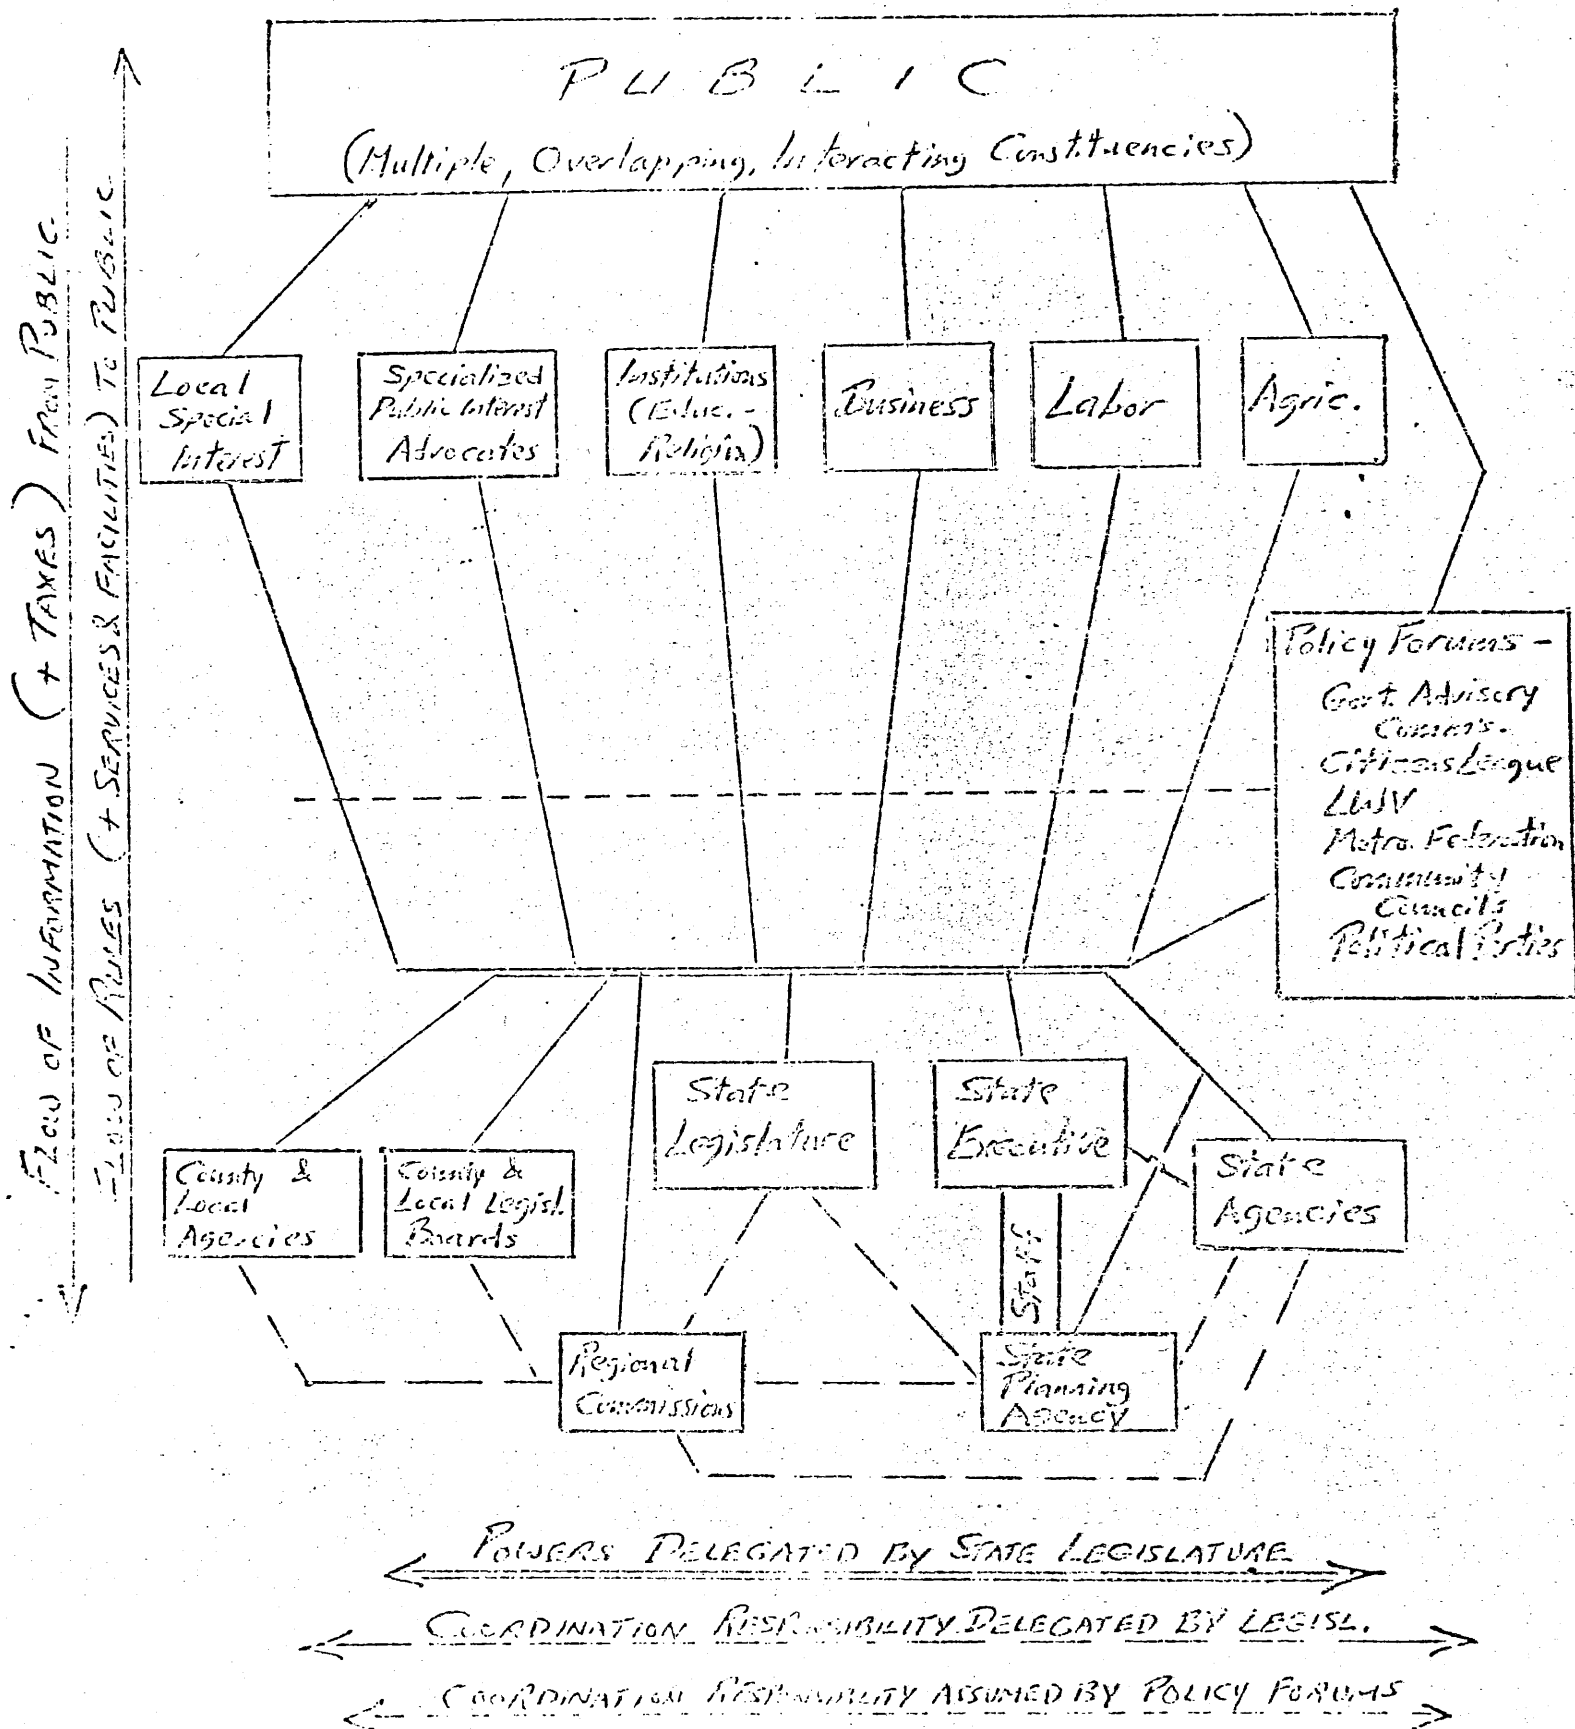 PUBLIC
(Multiple, Overlapping, Interacting Constituencies)
FLOW OF INFORMATION (+ TAXES) FROM PUBLIC
FLOW OF RULES (+ SERVICES & FACILITIES) TO PUBLIC
Local
Special
Interest
Specialized
Public Interest
Advocates
Institutions
(Educ. -
Religion)
Business
Labor
Agric.
Policy Forums -
Govt. Advisory
Comm's.
Citizens League
LWV
Metro. Federation
Community
Councils
Political Parties
State
Legislature
State
Executive
County &
Local
Agencies
County &
Local Legisl.
Boards
State
Agencies
Staff
Regional
Commissions
State
Planning
Agency
POWERS DELEGATED BY STATE LEGISLATURE
COORDINATION RESPONSIBILITY DELEGATED BY LEGISL.
COORDINATION RESPONSIBILITY ASSUMED BY POLICY FORUMS